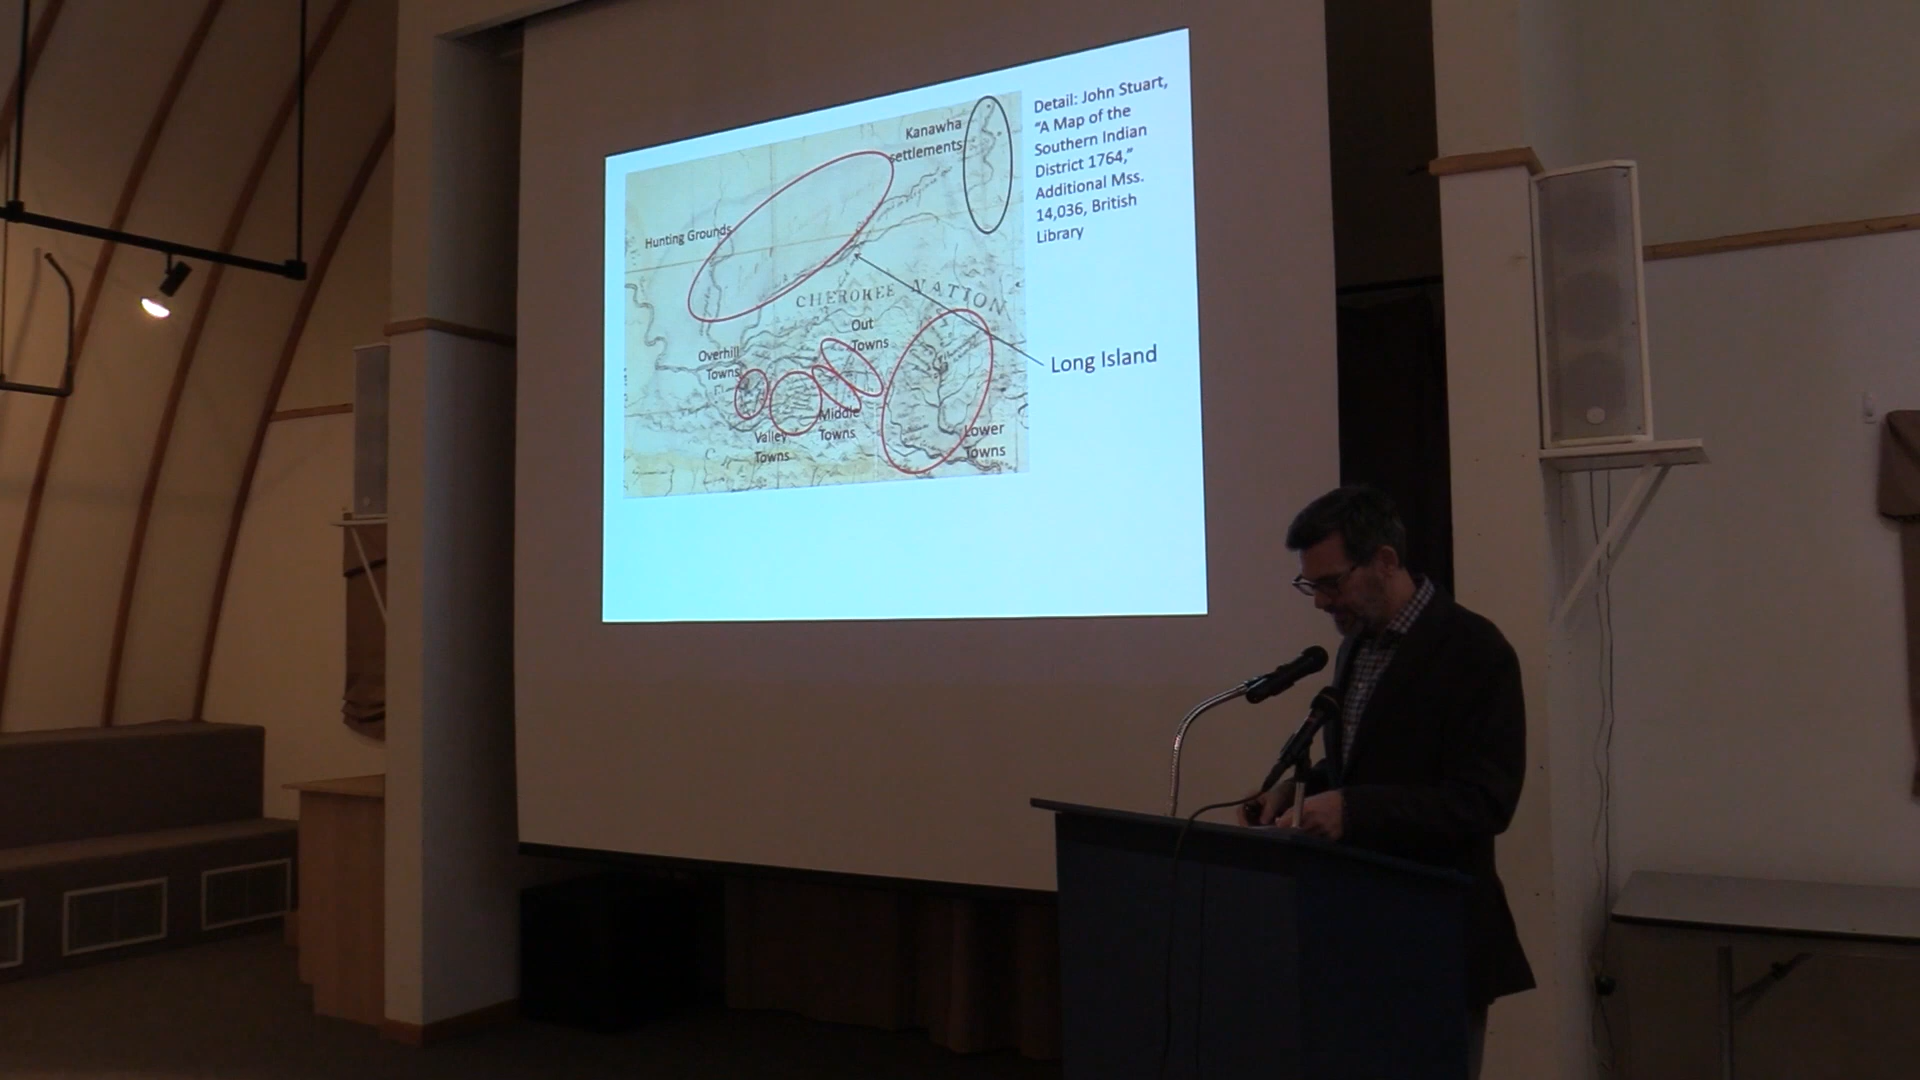 Detail: John Stuart,
"A Map of the
Southern Indian
District 1764,"
Additional Mss.
14,036, British
Library
Kanawha
settlements
Hunting Grounds
CHEROKEE NATION
Long Island
Out
Towns
Overhill
Towns
Middle
Towns
Valley
Towns
Lower
Towns